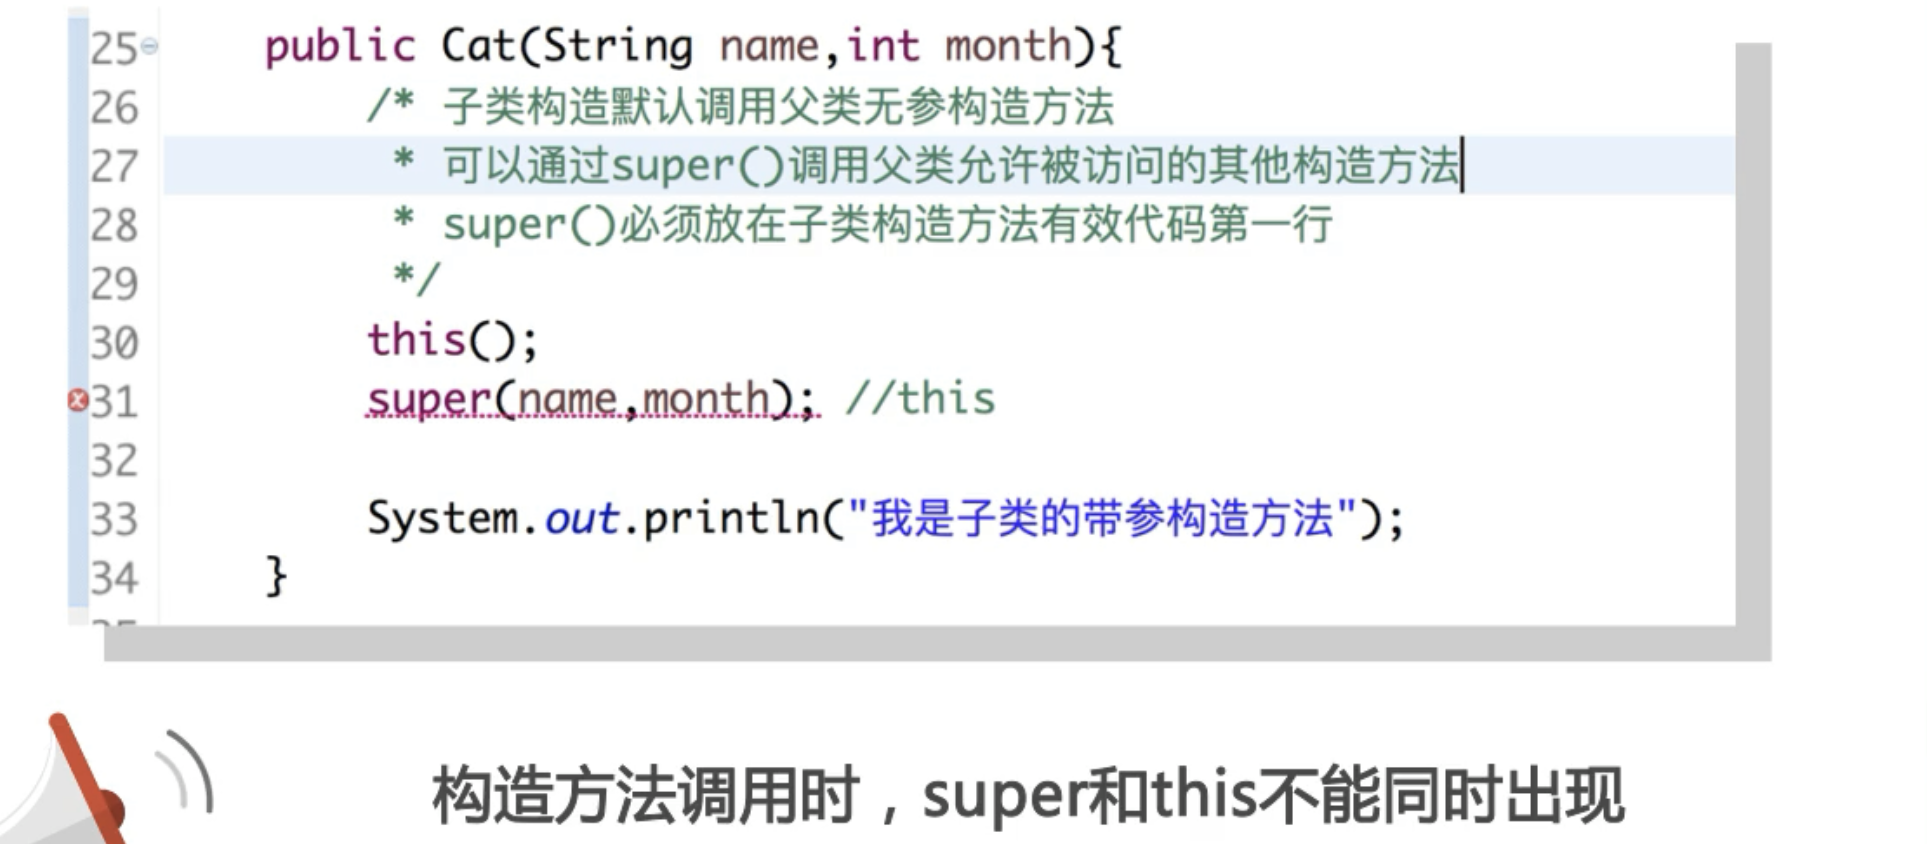 25 public Cat(String name,int month){
26 /* 子类构造默认调用父类无参构造方法
27 * 可以通过super()调用父类允许被访问的其他构造方法
28 * super()必须放在子类构造方法有效代码第一行
29 */
30 this();
31 super(name,month); //this
32
33 System.out.println("我是子类的带参构造方法");
34 }
构造方法调用时，super和this不能同时出现